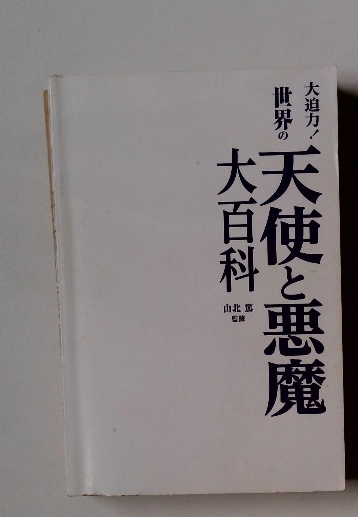 大迫力!
世界の
天使と悪魔
大百科
山北 篤
監修